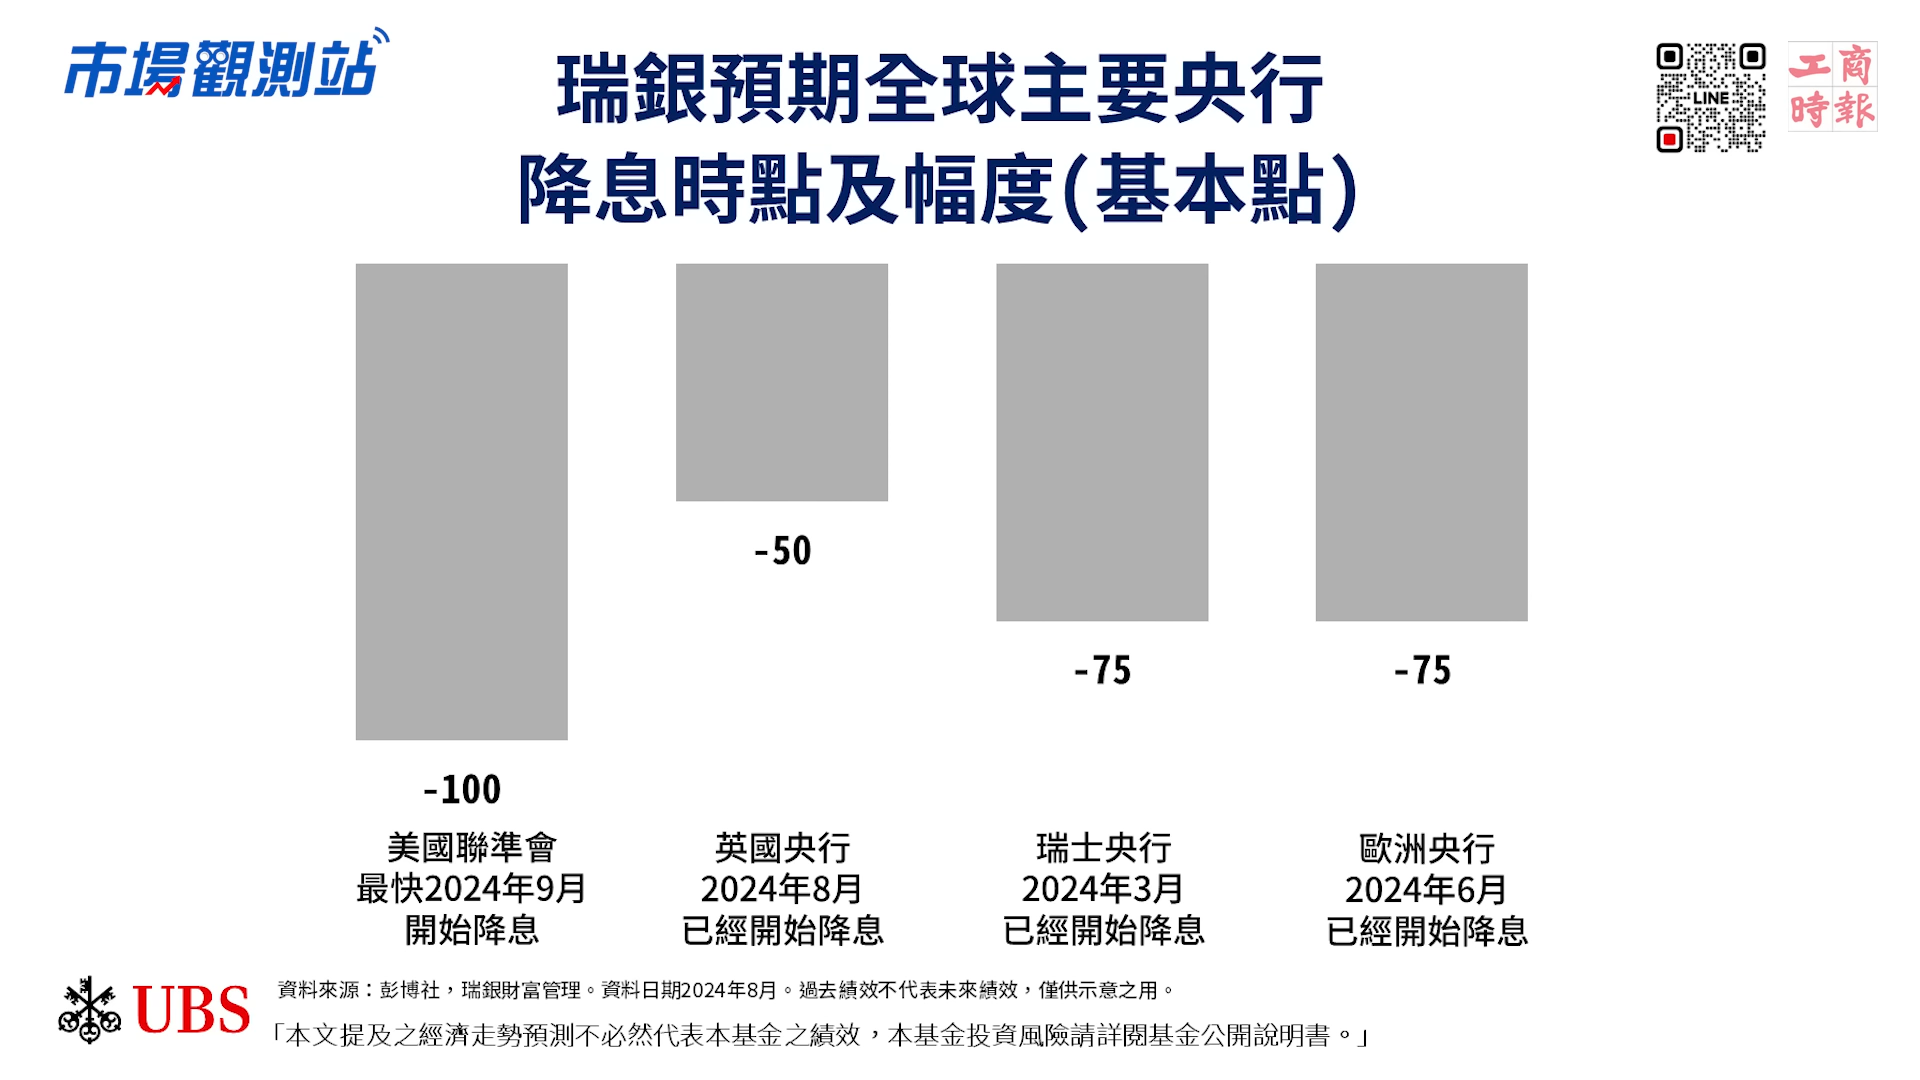 市場觀測站
瑞銀預期全球主要央行
降息時點及幅度(基本點)
LINE
工商
時報
-100
-50
-75
-75
美國聯準會
最快2024年9月
開始降息
英國央行
2024年8月
已經開始降息
瑞士央行
2024年3月
已經開始降息
歐洲央行
2024年6月
已經開始降息
UBS
資料來源：彭博社，瑞銀財富管理。資料日期2024年8月。過去績效不代表未來績效，僅供示意之用。
「本文提及之經濟走勢預測不必然代表本基金之績效，本基金投資風險請詳閱基金公開說明書。」